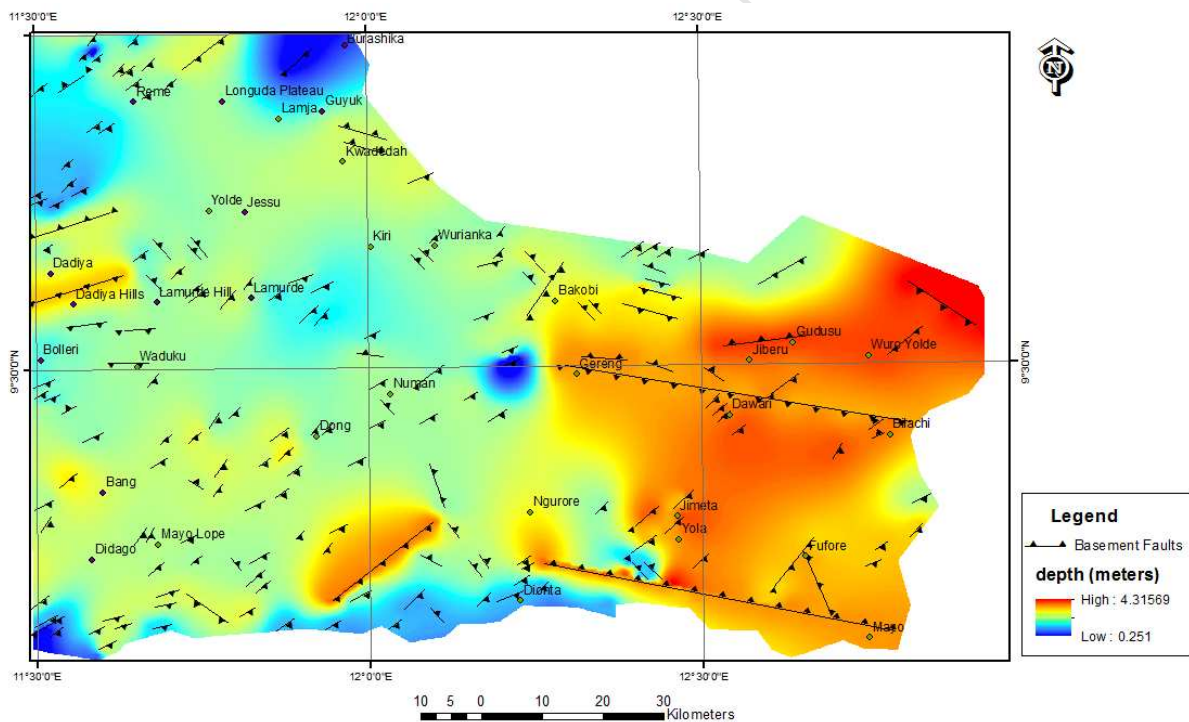 11°30'0"E 12°0'0"E 12°30'0"E
N
Burashika
Reme
Longuda Plateau
Guyuk
Lamja
Kwadedah
Yolde
Jessu
Kiri
Wurianka
Dadiya
Dadiya Hills
Lamurde Hill
Lamurde
Bakobi
Gudusu
Jiberu
Wuro Yolde
Bolleri
Waduku
Gereng
9°30'0"N 9°30'0"N
Numan
Dawari
Bilachi
Dong
Bang
Ngurore
Jimeta
Yola
Mayo Lope
Didago
Fufore
Dionta
Mayo
Legend
Basement Faults
depth (meters)
High : 4.31569
Low : 0.251
11°30'0"E 12°0'0"E 12°30'0"E
10 5 0 10 20 30
Kilometers